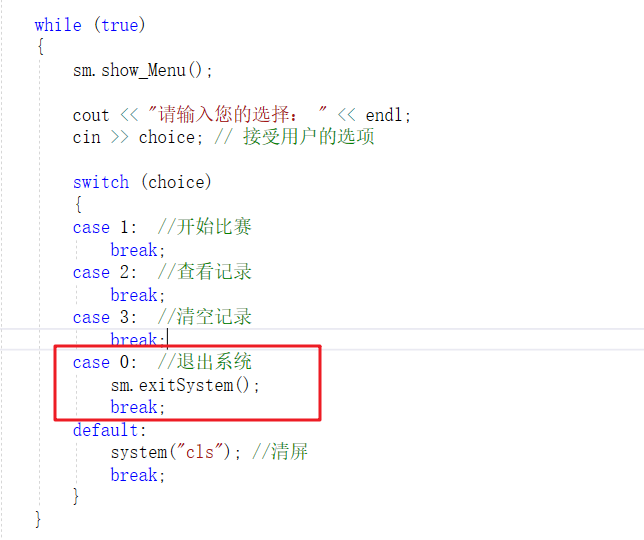 while (true)
{
sm.show_Menu();
cout << "请输入您的选择： " << endl;
cin >> choice; // 接受用户的选项
switch (choice)
{
case 1:  //开始比赛
break;
case 2:  //查看记录
break;
case 3:  //清空记录
break;
case 0:  //退出系统
sm.exitSystem();
break;
default:
system("cls"); //清屏
break;
}
}